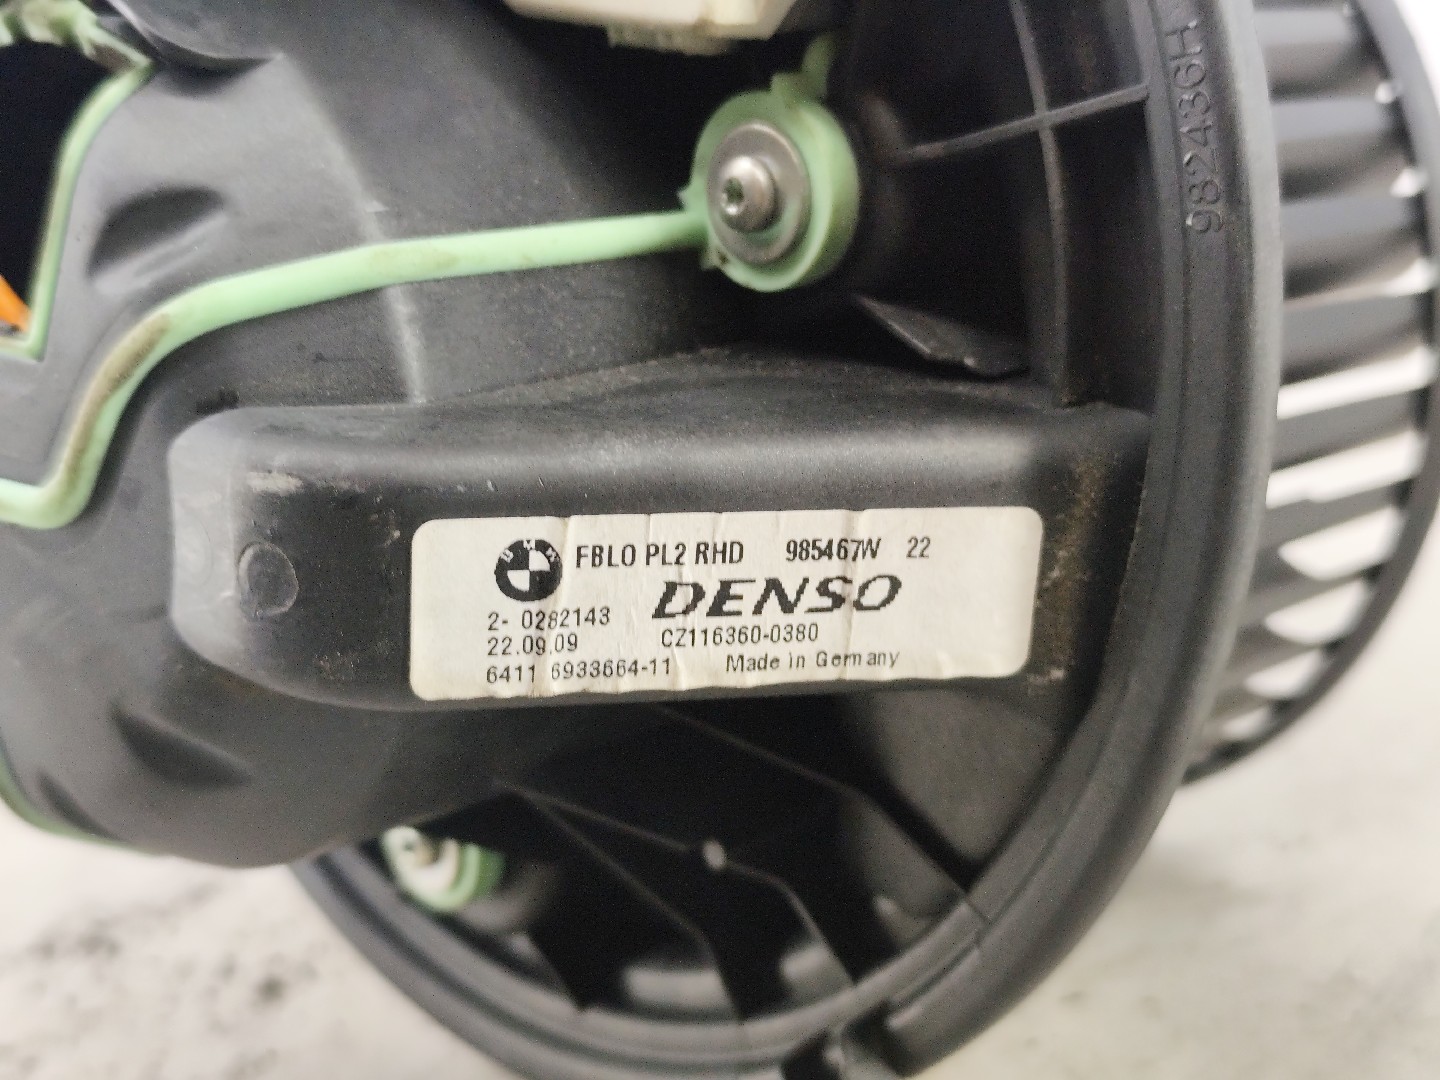 982436H
BMW FBLO PL2 RHD 985467W 22
DENSO
2- 0282143
22.09.09 CZ116360-0380
6411 6933664-11 Made in Germany